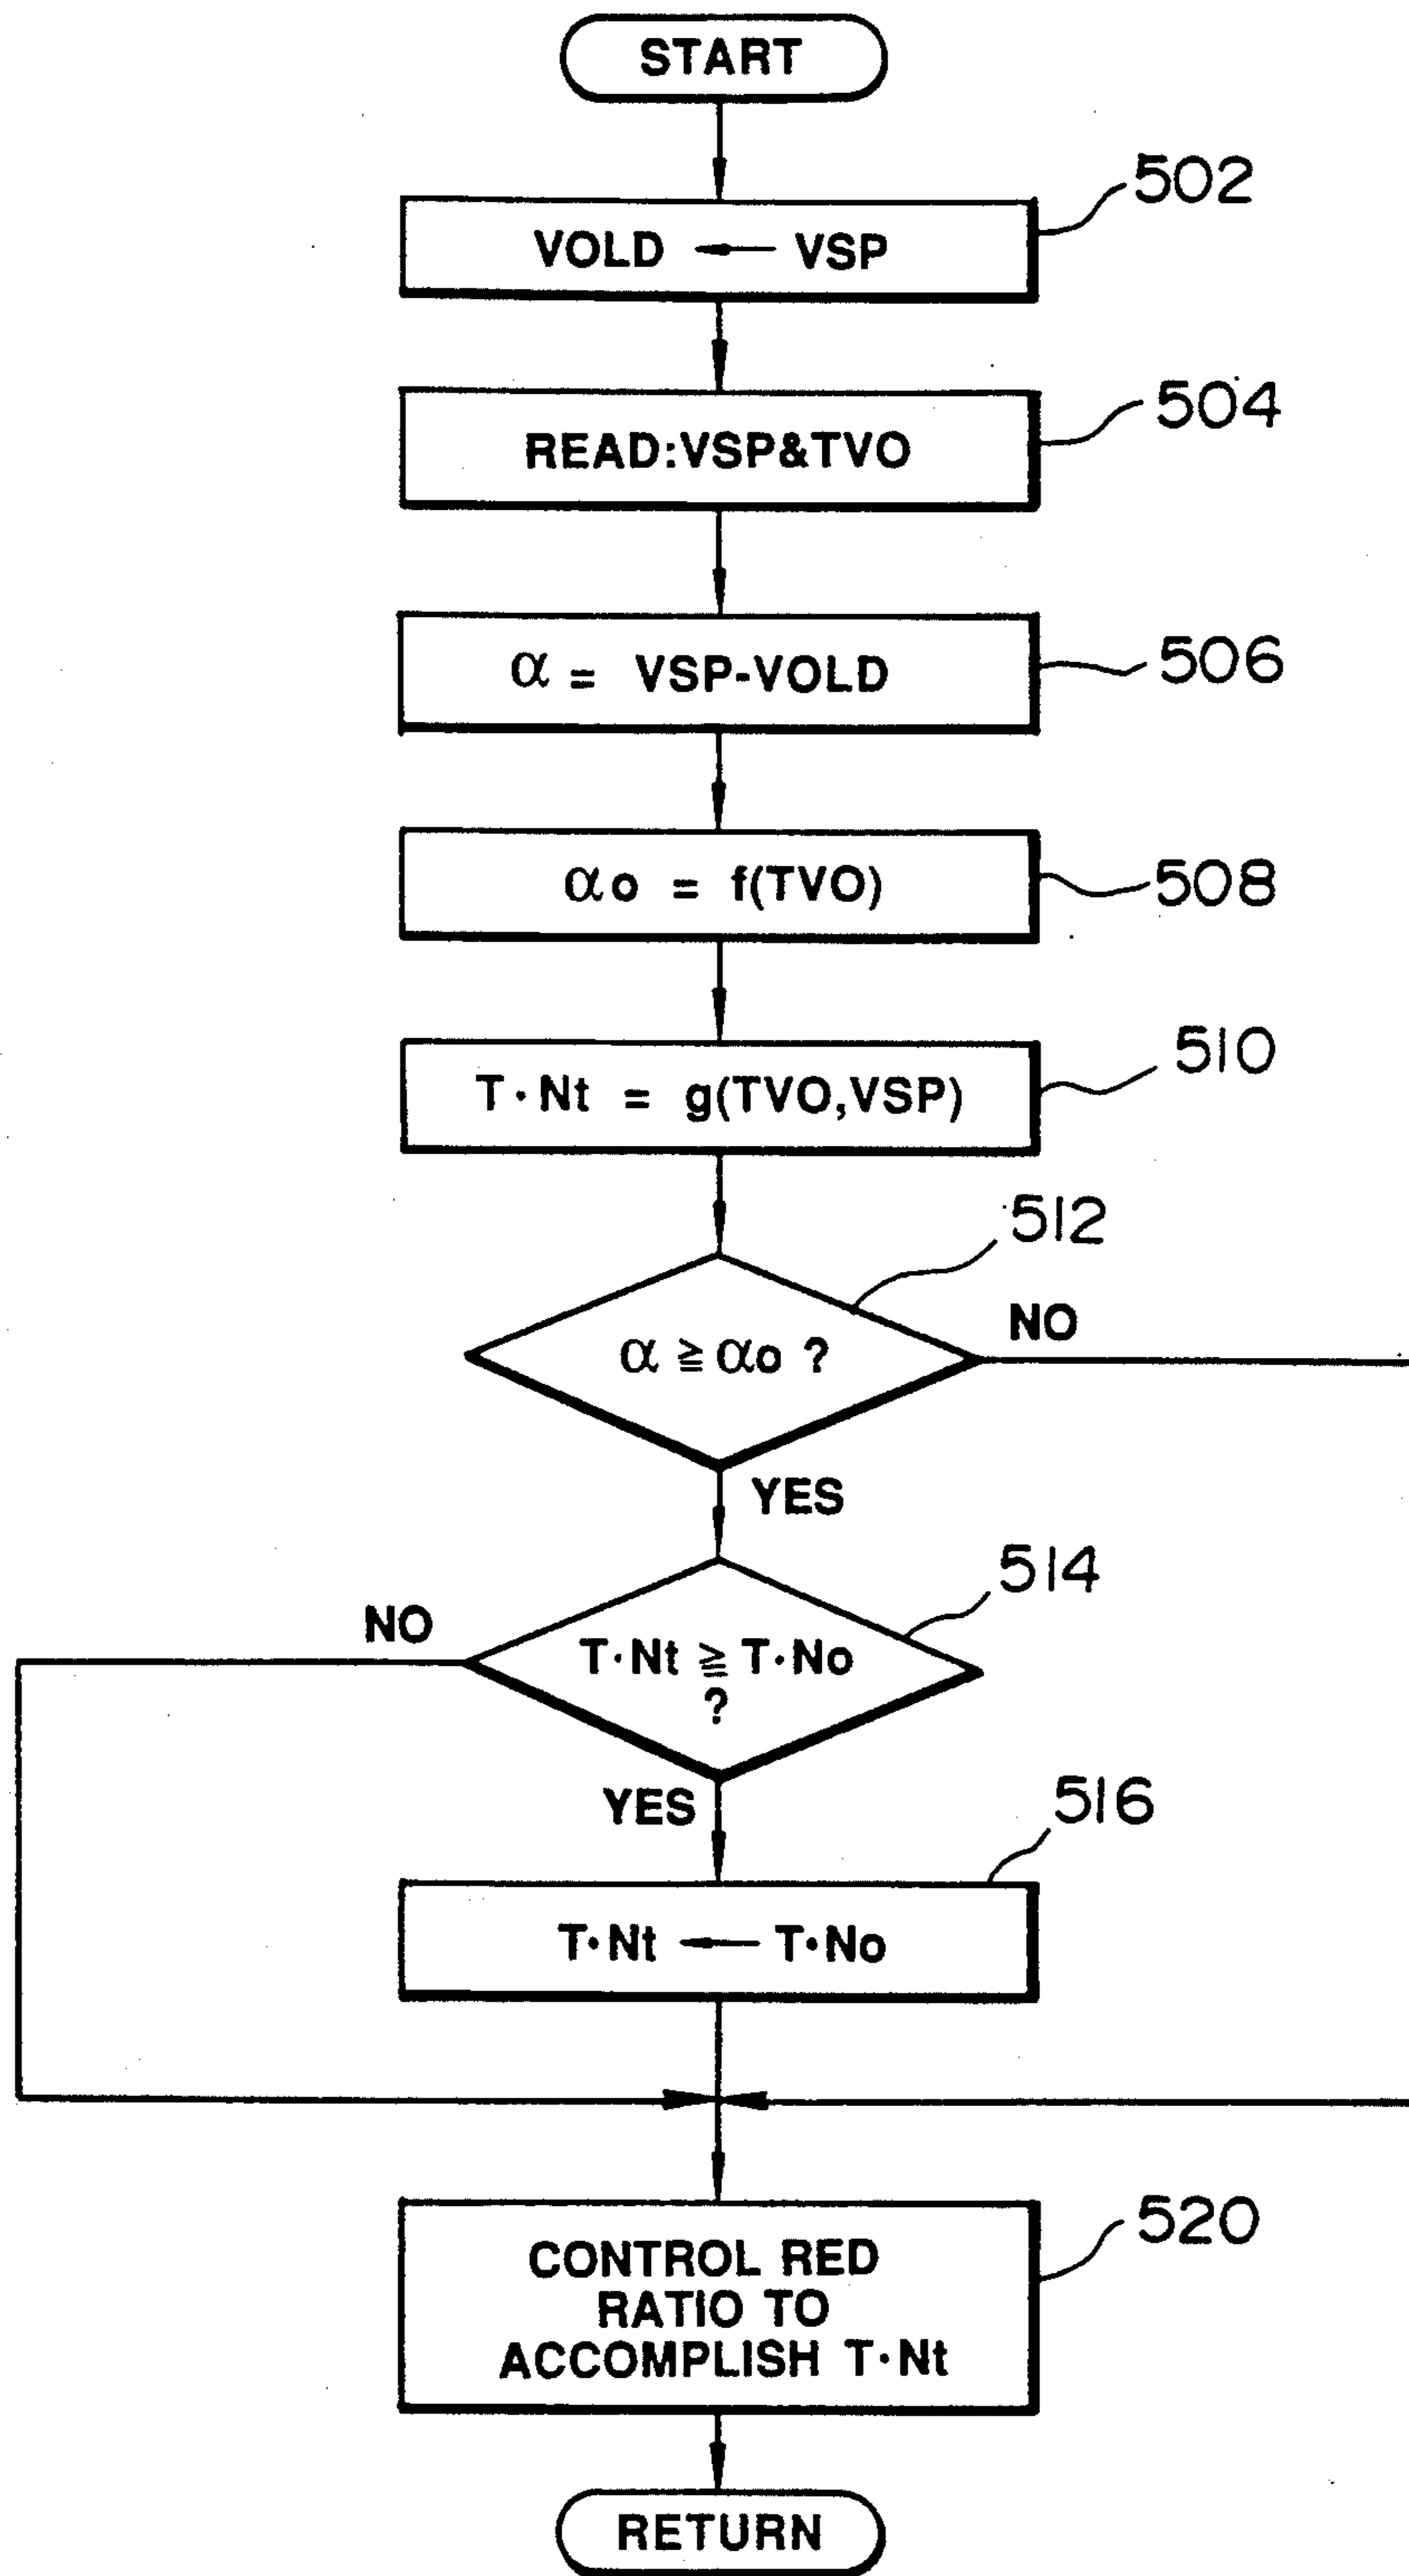 START
502
VOLD ← VSP
504
READ:VSP&TVO
506
α = VSP-VOLD
508
αo = f(TVO)
510
T·Nt = g(TVO,VSP)
512
α ≧ αo ?
NO
YES
514
NO
T·Nt ≧ T·No
?
YES
516
T·Nt ← T·No
520
CONTROL RED
RATIO TO
ACCOMPLISH T·Nt
RETURN